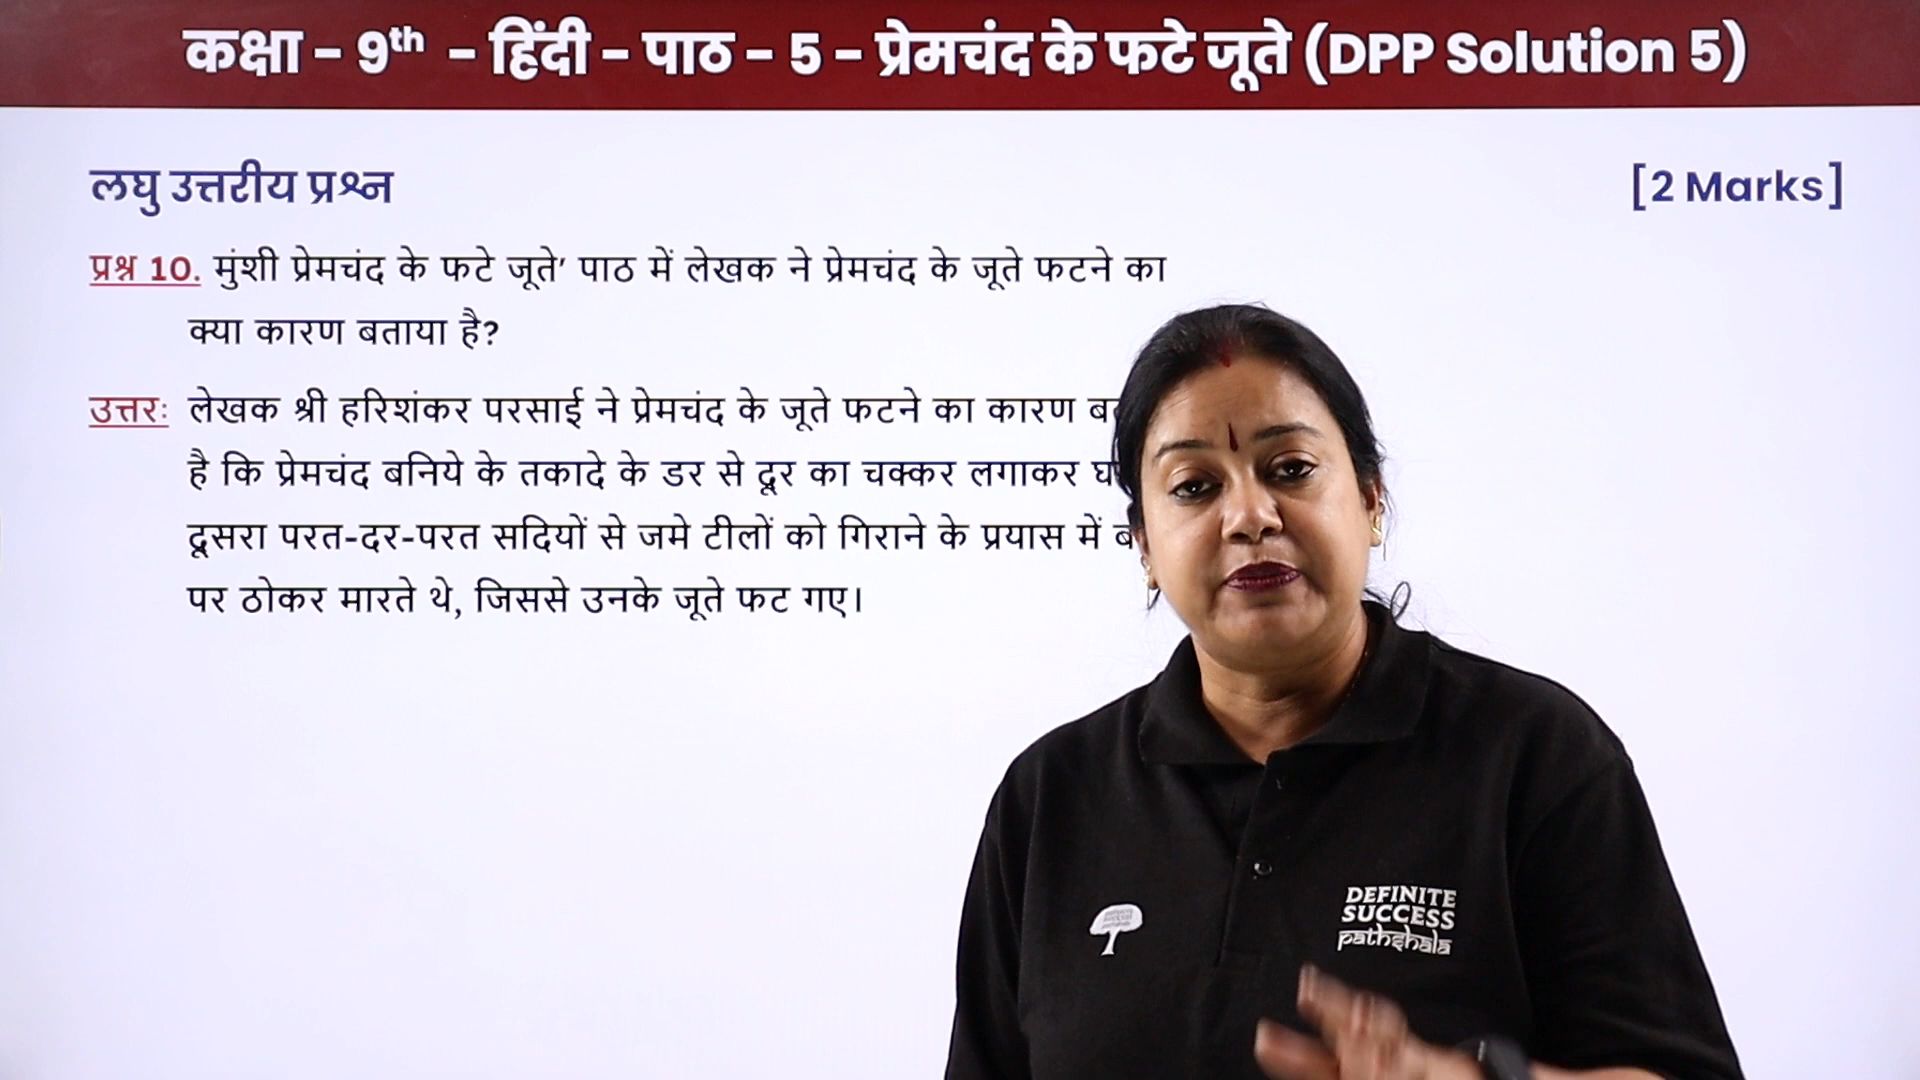 कक्षा – 9th – हिंदी – पाठ – 5 – प्रेमचंद के फटे जूते (DPP Solution 5)
लघु उत्तरीय प्रश्न [2 Marks]
प्रश्न 10. मुंशी प्रेमचंद के फटे जूते’ पाठ में लेखक ने प्रेमचंद के जूते फटने का
क्या कारण बताया है?
उत्तरः लेखक श्री हरिशंकर परसाई ने प्रेमचंद के जूते फटने का कारण
है कि प्रेमचंद बनिये के तकादे के डर से दूर का चक्कर लगाकर
दूसरा परत-दर-परत सदियों से जमे टीलों को गिराने के प्रयास में
पर ठोकर मारते थे, जिससे उनके जूते फट गए।
DEFINITE
SUCCESS
pathshala